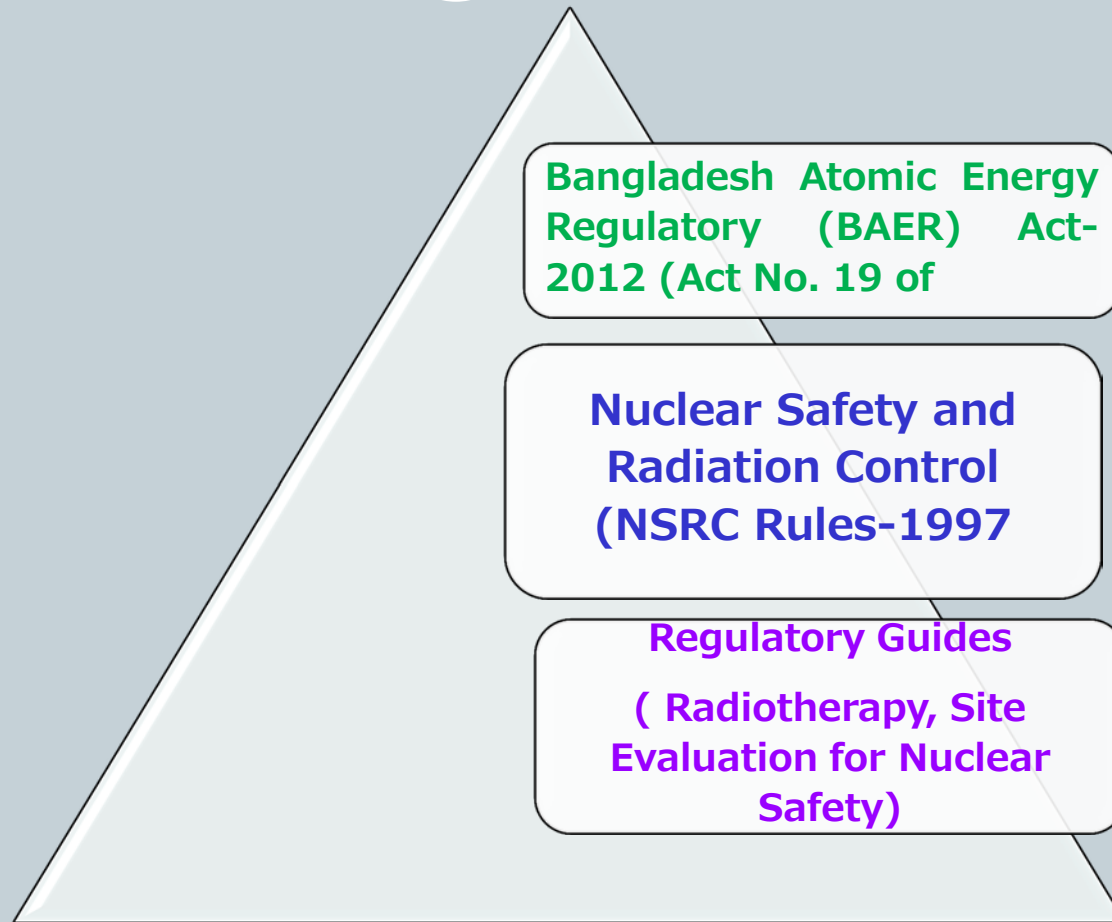 Bangladesh Atomic Energy
Regulatory (BAER) Act-
2012 (Act No. 19 of
Nuclear Safety and
Radiation Control
(NSRC Rules-1997
Regulatory Guides
( Radiotherapy, Site
Evaluation for Nuclear
Safety)